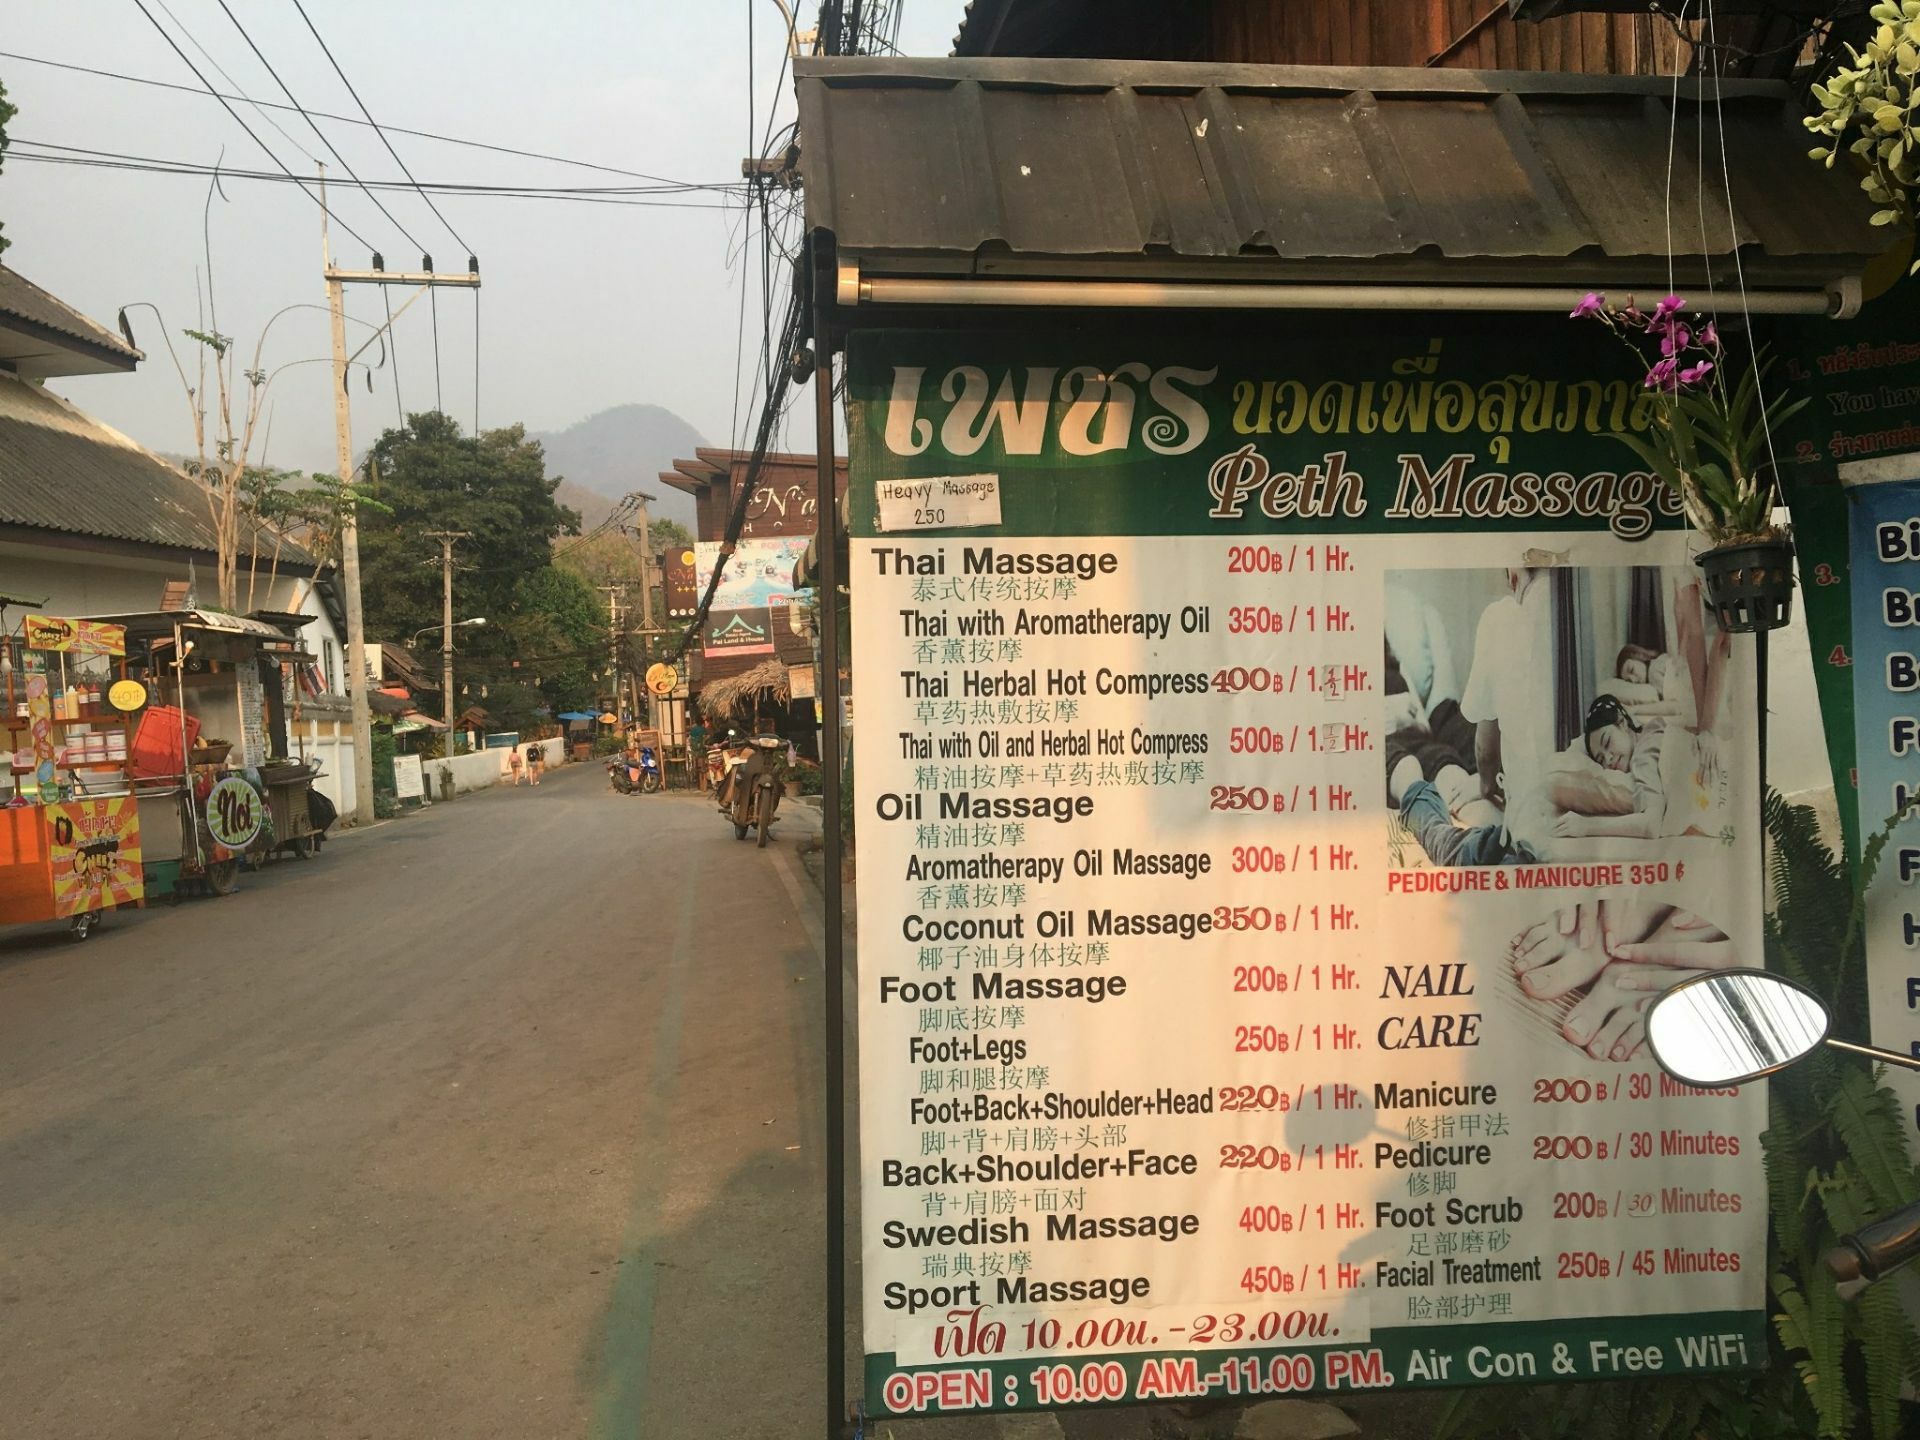 เพชร นวดเพื่อสุขภาพ
Peth Massage
Heavy Massage
250
Thai Massage 200฿ / 1 Hr.
泰式传统按摩
Thai with Aromatherapy Oil 350฿ / 1 Hr.
香薰按摩
Thai Herbal Hot Compress 400฿ / 1.1/2 Hr.
草药热敷按摩
Thai with Oil and Herbal Hot Compress 500฿ / 1.1/2 Hr.
精油按摩+草药热敷按摩
Oil Massage 250฿ / 1 Hr.
精油按摩
Aromatherapy Oil Massage 300฿ / 1 Hr.
香薰按摩
Coconut Oil Massage 350฿ / 1 Hr.
椰子油身体按摩
Foot Massage 200฿ / 1 Hr.
脚底按摩
Foot+Legs 250฿ / 1 Hr.
脚和腿按摩
Foot+Back+Shoulder+Head 220฿ / 1 Hr.
脚+背+肩膀+头部
Back+Shoulder+Face 220฿ / 1 Hr.
背+肩膀+面对
Swedish Massage 400฿ / 1 Hr.
瑞典按摩
Sport Massage 450฿ / 1 Hr.
PEDICURE & MANICURE 350 ฿
NAIL
CARE
Manicure 200฿ / 30 Minutes
修指甲法
Pedicure 200฿ / 30 Minutes
修脚
Foot Scrub 200฿ / 30 Minutes
足部磨砂
Facial Treatment 250฿ / 45 Minutes
脸部护理
เปิด 10.00น. - 23.00น.
OPEN : 10.00 AM.-11.00 PM. Air Con & Free WiFi
Noi
Pai Land & House
1.
You hav
2.
3.
4.